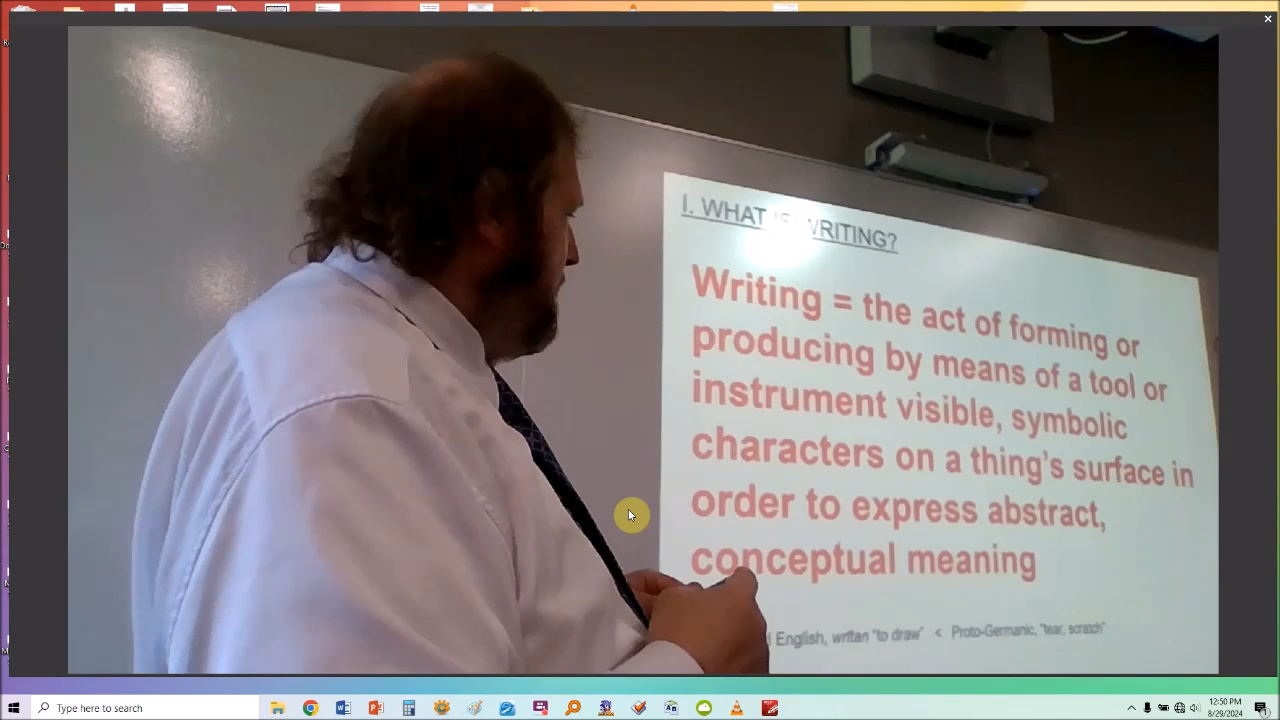 I. WHAT IS WRITING?
Writing = the act of forming or
producing by means of a tool or
instrument visible, symbolic
characters on a thing's surface in
order to express abstract,
conceptual meaning
English, writan "to draw" < Proto-Germanic, "tear, scratch"
Type here to search
12:50 PM
8/29/2024